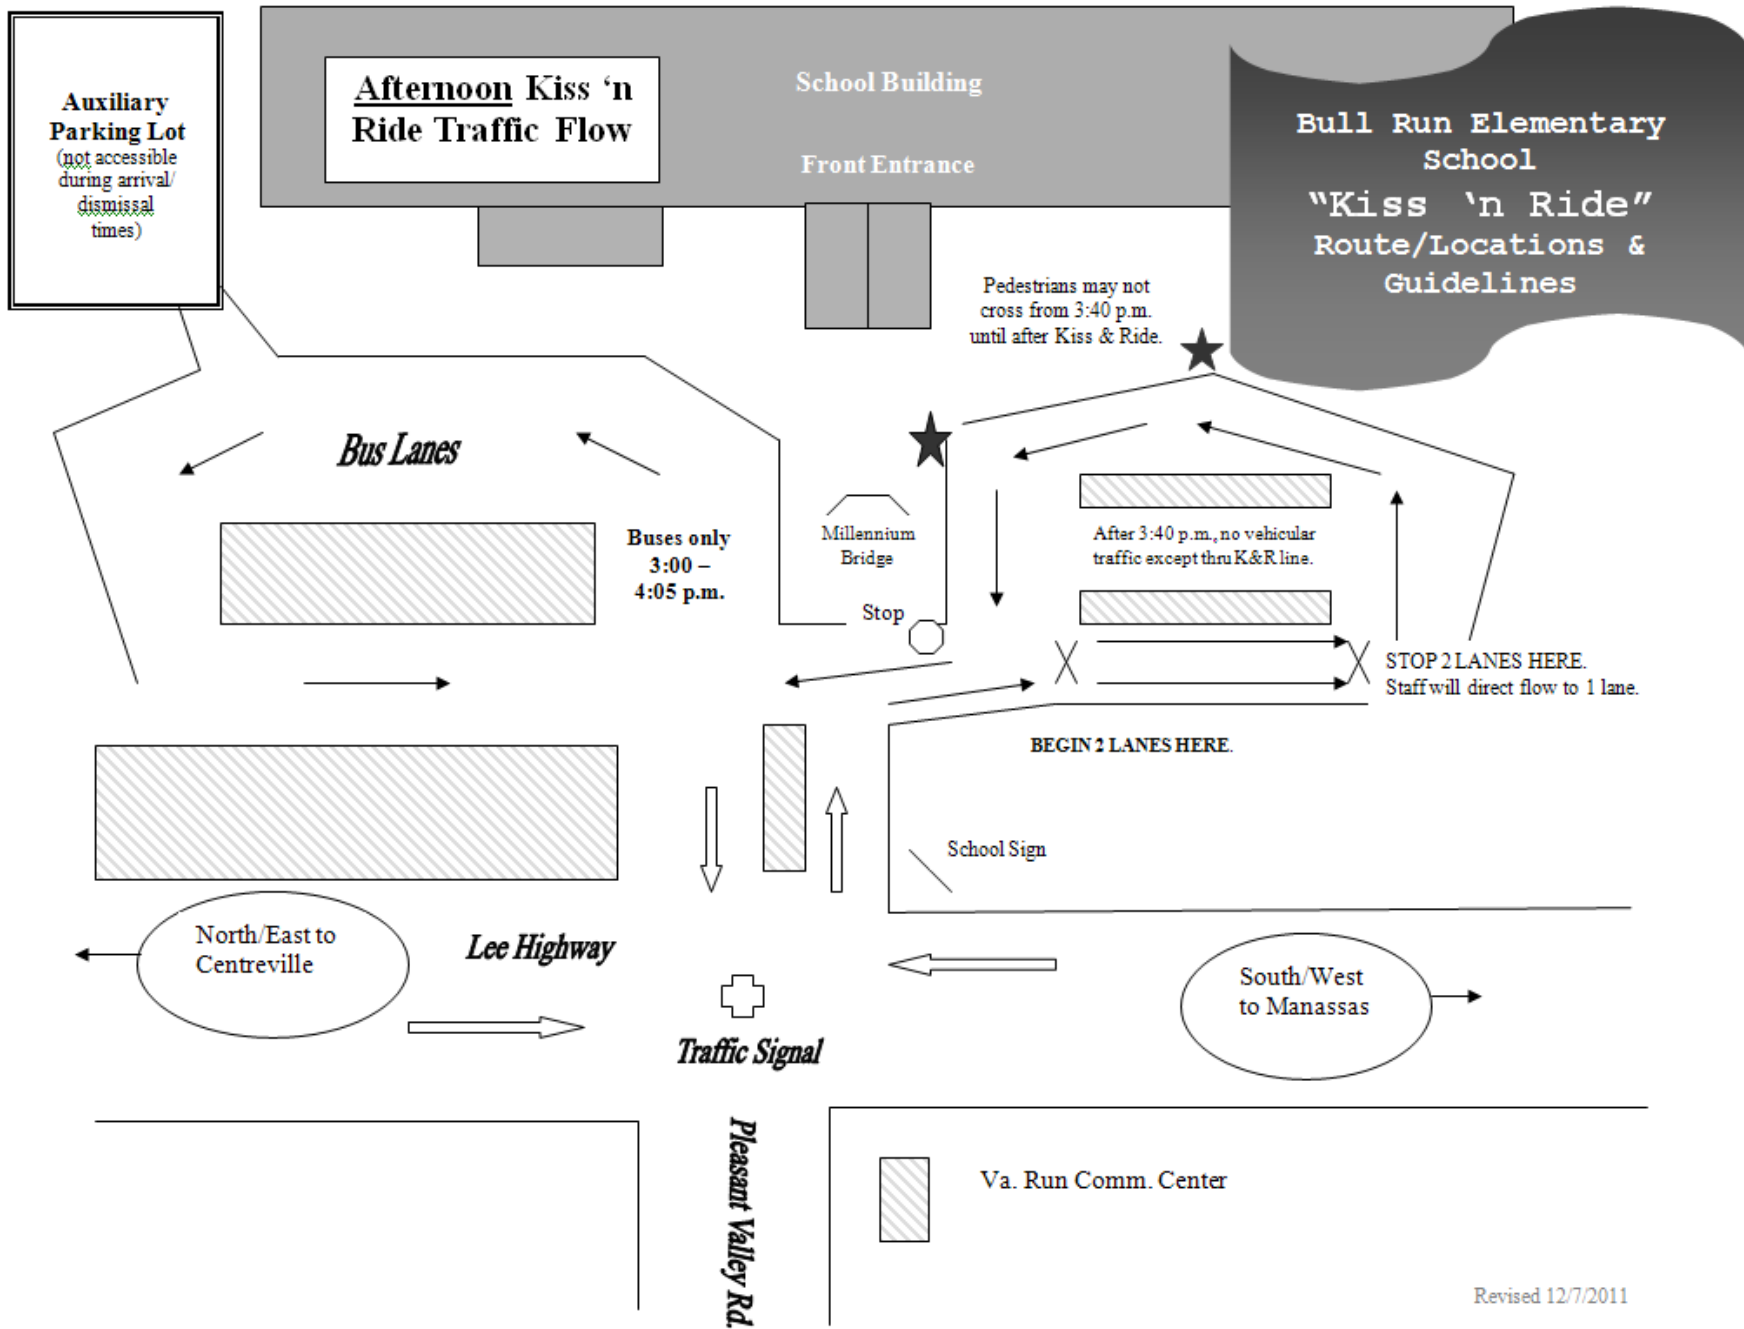 Auxiliary
Parking Lot
(not accessible
during arrival/
dismissal
times)
Afternoon Kiss ‘n
Ride Traffic Flow
School Building
Front Entrance
Bull Run Elementary
School
“Kiss ‘n Ride”
Route/Locations &
Guidelines
Pedestrians may not
cross from 3:40 p.m.
until after Kiss & Ride.
Bus Lanes
Buses only
3:00 –
4:05 p.m.
Millennium
Bridge
Stop
After 3:40 p.m., no vehicular
traffic except thru K&R line.
STOP 2 LANES HERE.
Staff will direct flow to 1 lane.
BEGIN 2 LANES HERE.
School Sign
North/East to
Centreville
Lee Highway
South/West
to Manassas
Traffic Signal
Pleasant Valley Rd.
Va. Run Comm. Center
Revised 12/7/2011